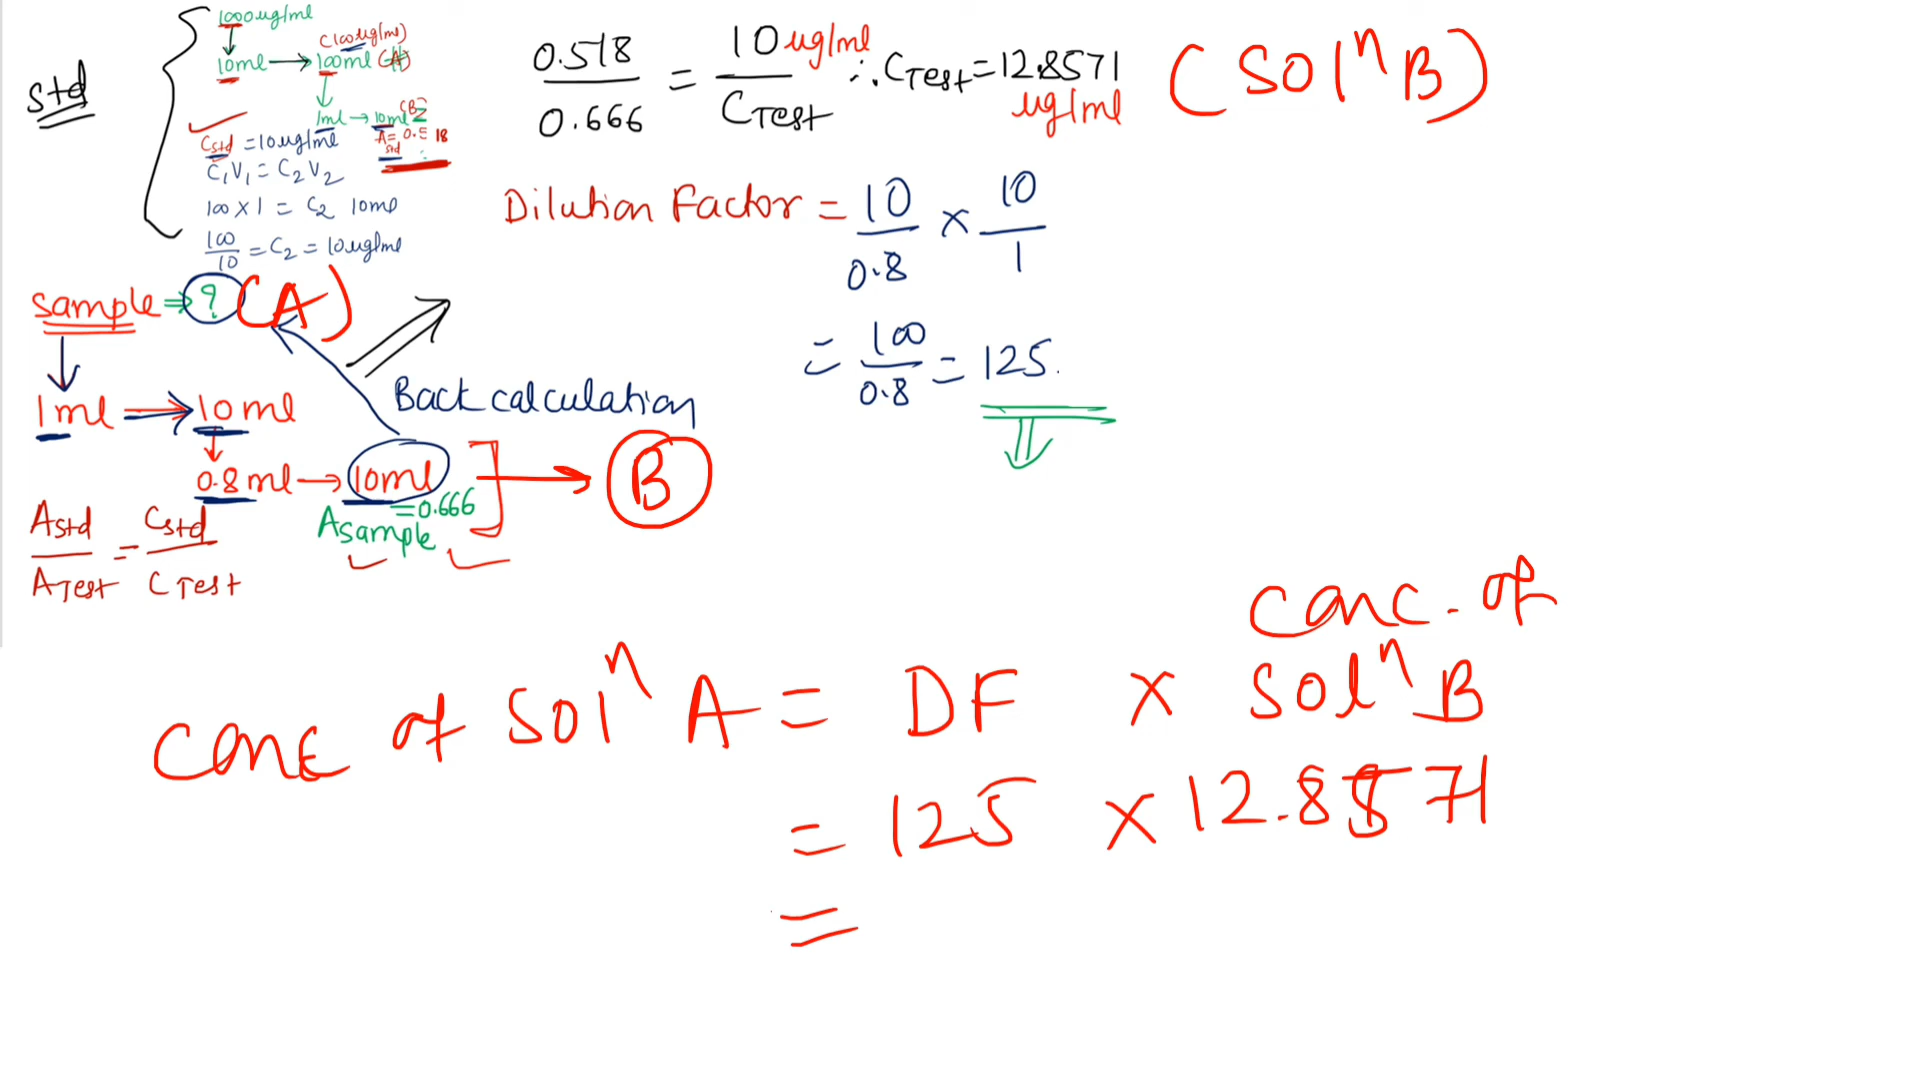 1000ug/ml
(100ug/ml)
10ml → 100ml (A)
Std
1ml → 10ml (B)
Cstd = 10ug/ml
A std = 0.518
C₁V₁ = C₂V₂
100 X 1 = C₂ 10ml
100/10 = C₂ = 10ug/ml
0.518/0.666 = 10ug/ml/CTest ∴ CTest = 12.8571 ug/ml (Solⁿ B)
Dilution Factor = 10/0.8 × 10/1
= 100/0.8 = 125.
Sample ⇒ ? (A)
1ml → 10ml
Back calculation
0.8ml → 10ml → B
Asample = 0.666
Astd/ATest = Cstd/CTest
Conc of Solⁿ A = DF × Conc. of Solⁿ B
= 125 × 12.8571
=